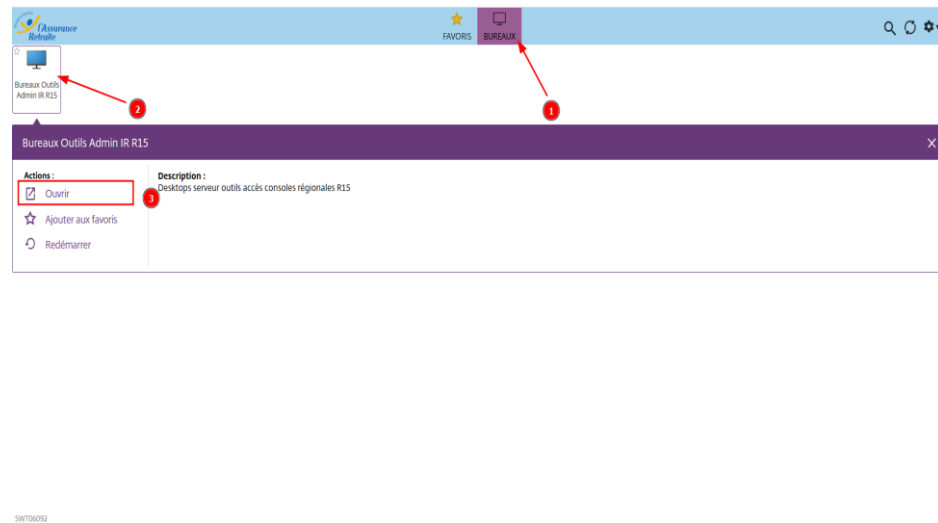 l'Assurance
Retraite
FAVORIS
BUREAUX
Bureaux Outils
Admin IR R15
2
1
Bureaux Outils Admin IR R15
Actions :
Description :
Ouvrir
3
Desktops serveur outils accès consoles régionales R15
Ajouter aux favoris
Redémarrer
SWT06092